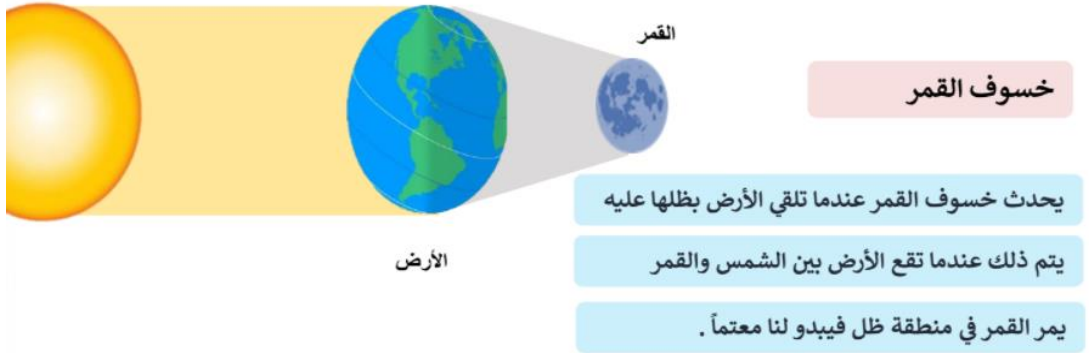 القمر
خسوف القمر
يحدث خسوف القمر عندما تلقي الأرض بظلها عليه
يتم ذلك عندما تقع الأرض بين الشمس والقمر
الأرض
يمر القمر في منطقة ظل فيبدو لنا معتماً .